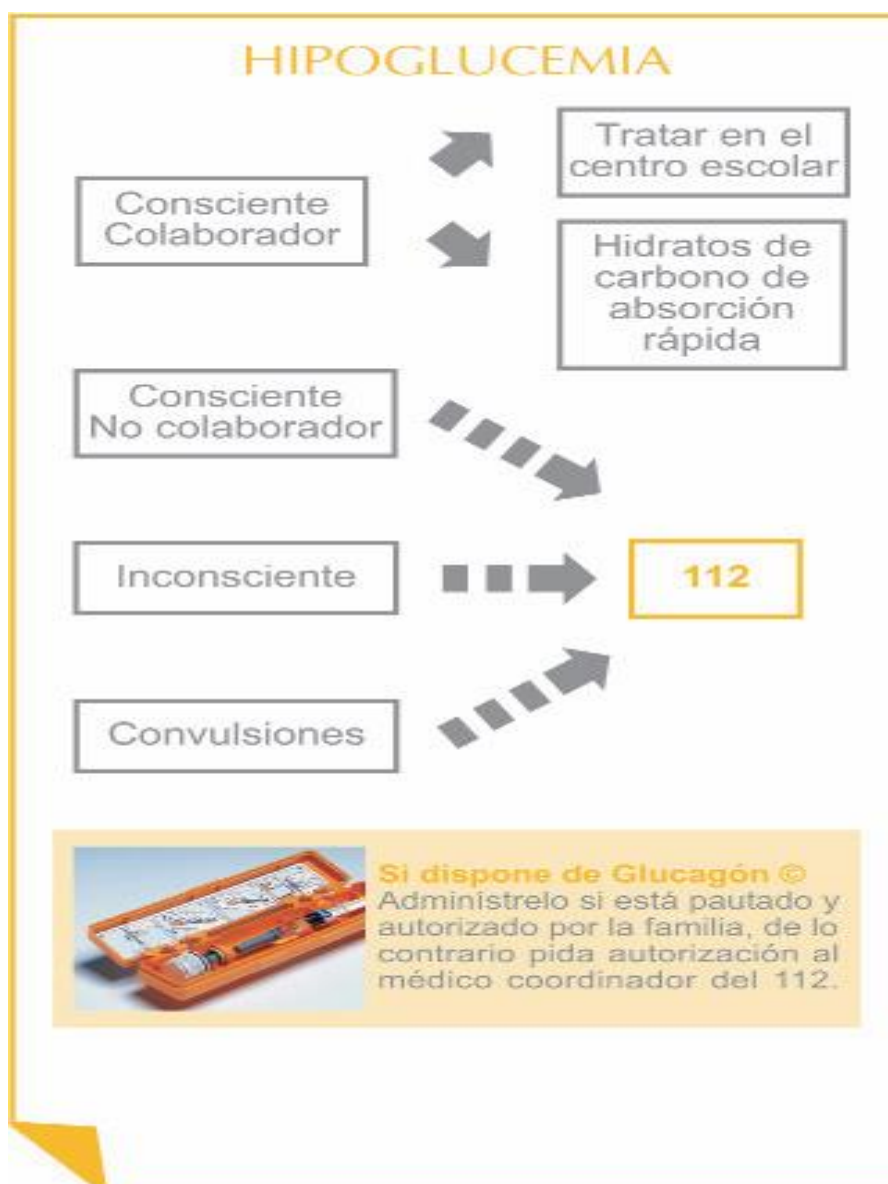 HIPOGLUCEMIA
Consciente
Colaborador
Tratar en el
centro escolar
Hidratos de
carbono de
absorción
rápida
Consciente
No colaborador
Inconsciente
112
Convulsiones
Si dispone de Glucagón ©
Adminístrelo si está pautado y
autorizado por la familia, de lo
contrario pida autorización al
médico coordinador del 112.